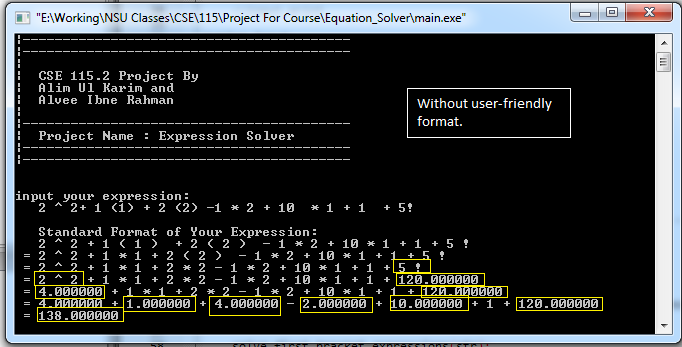 "E:\Working\NSU Classes\CSE\115\Project For Course\Equation_Solver\main.exe"
CSE 115.2 Project By
Alim Ul Karim and
Alvee Ibne Rahman
Without user-friendly
format.
Project Name : Expression Solver
input your expression:
2 ^ 2+ 1 (1) + 2 (2) -1 * 2 + 10  * 1 + 1  + 5!
Standard Format of Your Expression:
2 ^ 2 + 1 ( 1 )  + 2 ( 2 )  - 1 * 2 + 10 * 1 + 1 + 5 !
= 2 ^ 2 + 1 * 1 + 2 ( 2 )  - 1 * 2 + 10 * 1 + 1 + 5 !
= 2 ^ 2 + 1 * 1 + 2 * 2 - 1 * 2 + 10 * 1 + 1 + 5 !
= 2 ^ 2 + 1 * 1 + 2 * 2 - 1 * 2 + 10 * 1 + 1 + 120.000000
= 4.000000 + 1 * 1 + 2 * 2 - 1 * 2 + 10 * 1 + 1 + 120.000000
= 4.000000 + 1.000000 + 4.000000 - 2.000000 + 10.000000 + 1 + 120.000000
= 138.000000